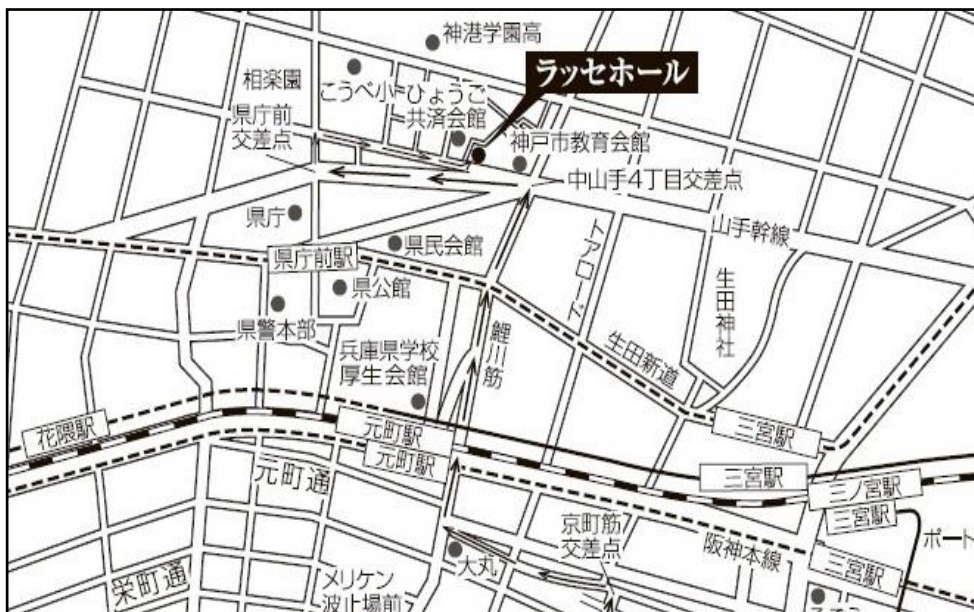 神港学園高
ラッセホール
相楽園
こうべ小
ひょうご
共済会館
県庁前
交差点
神戸市教育会館
中山手4丁目交差点
県庁
山手幹線
県民会館
トアロード
県庁前駅
県公館
生田神社
県警本部
鯉川筋
生田新道
兵庫県学校
厚生会館
花隈駅
元町駅
三宮駅
元町駅
元町通
三宮駅
三ノ宮駅
三宮駅
京町筋
交差点
阪神本線
ポート
大丸
三宮駅
栄町通
メリケン
波止場前